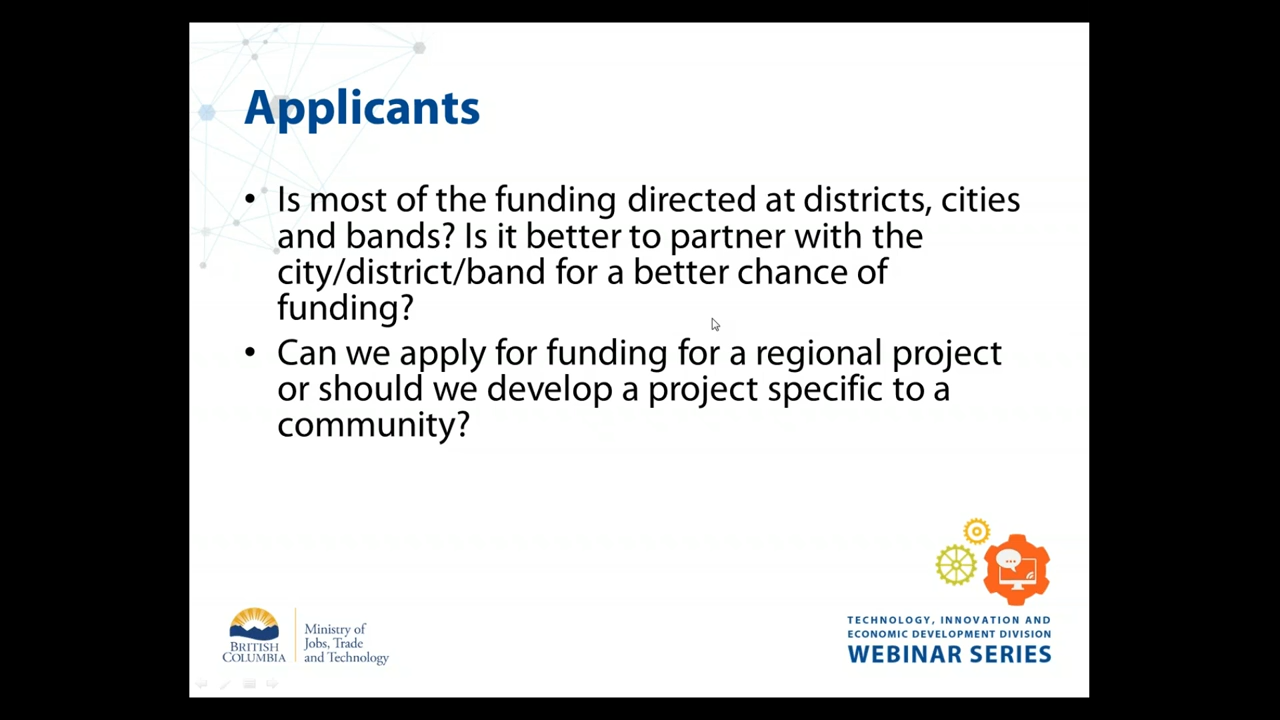 Applicants
• Is most of the funding directed at districts, cities
and bands? Is it better to partner with the
city/district/band for a better chance of
funding?
• Can we apply for funding for a regional project
or should we develop a project specific to a
community?
BRITISH
COLUMBIA
Ministry of
Jobs, Trade
and Technology
TECHNOLOGY, INNOVATION AND
ECONOMIC DEVELOPMENT DIVISION
WEBINAR SERIES